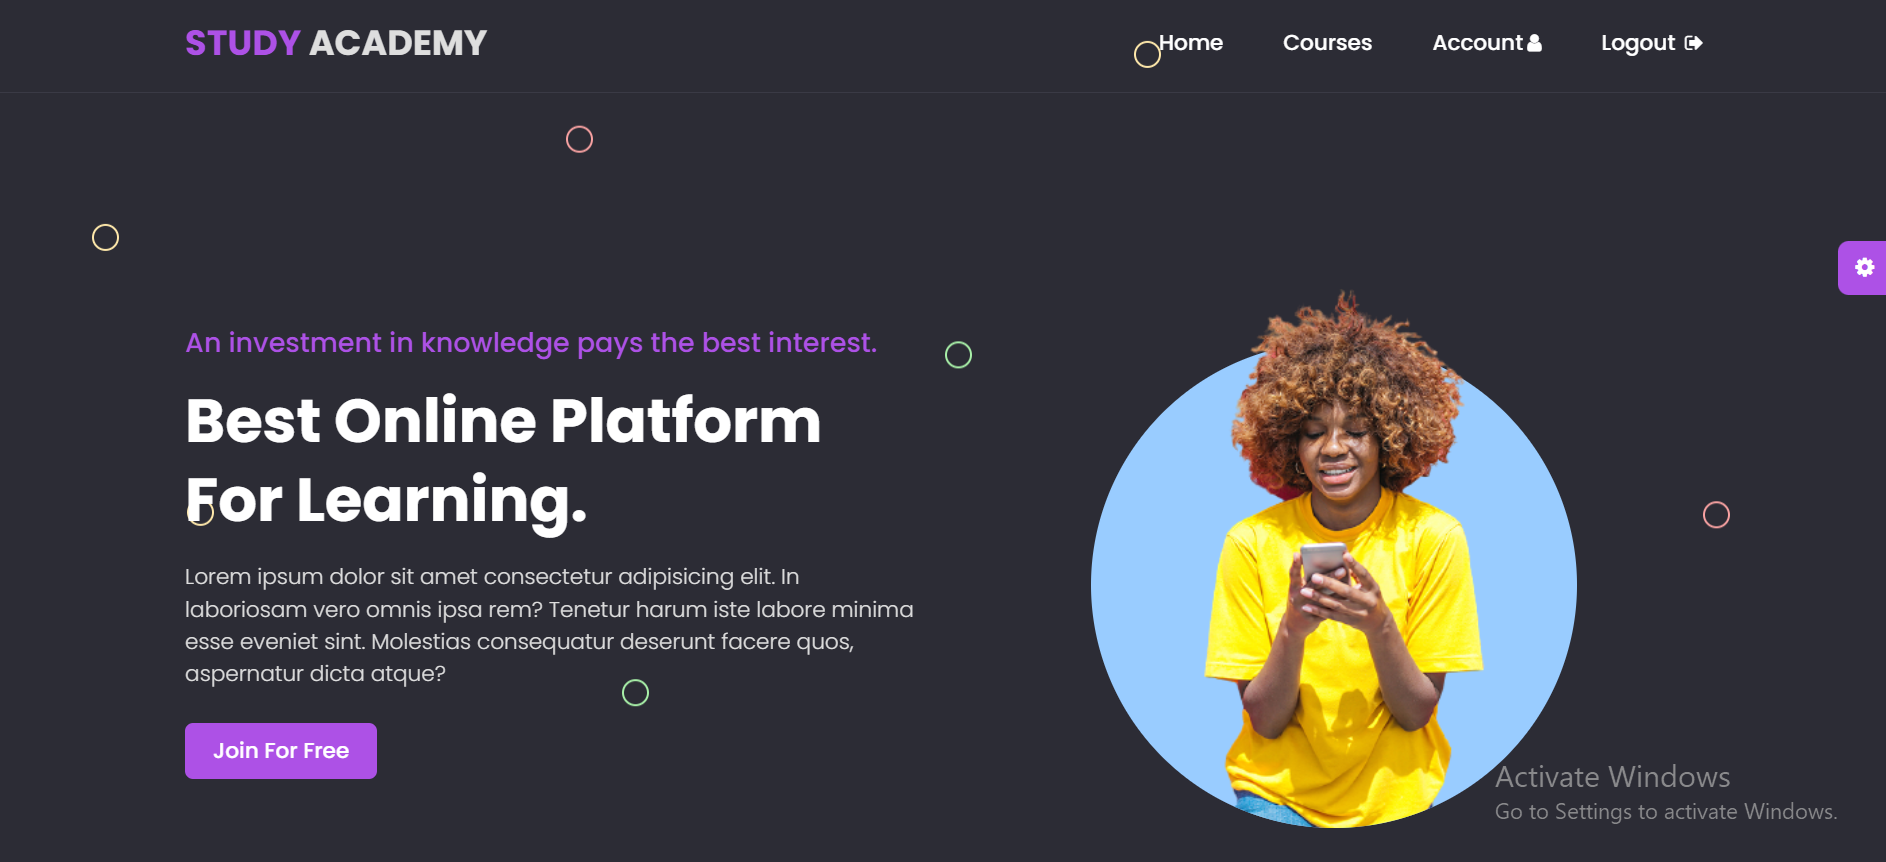 STUDY ACADEMY
Home
Courses
Account
Logout
An investment in knowledge pays the best interest.
Best Online Platform
For Learning.
Lorem ipsum dolor sit amet consectetur adipisicing elit. In
laboriosam vero omnis ipsa rem? Tenetur harum iste labore minima
esse eveniet sint. Molestias consequatur deserunt facere quos,
aspernatur dicta atque?
Join For Free
Activate Windows
Go to Settings to activate Windows.